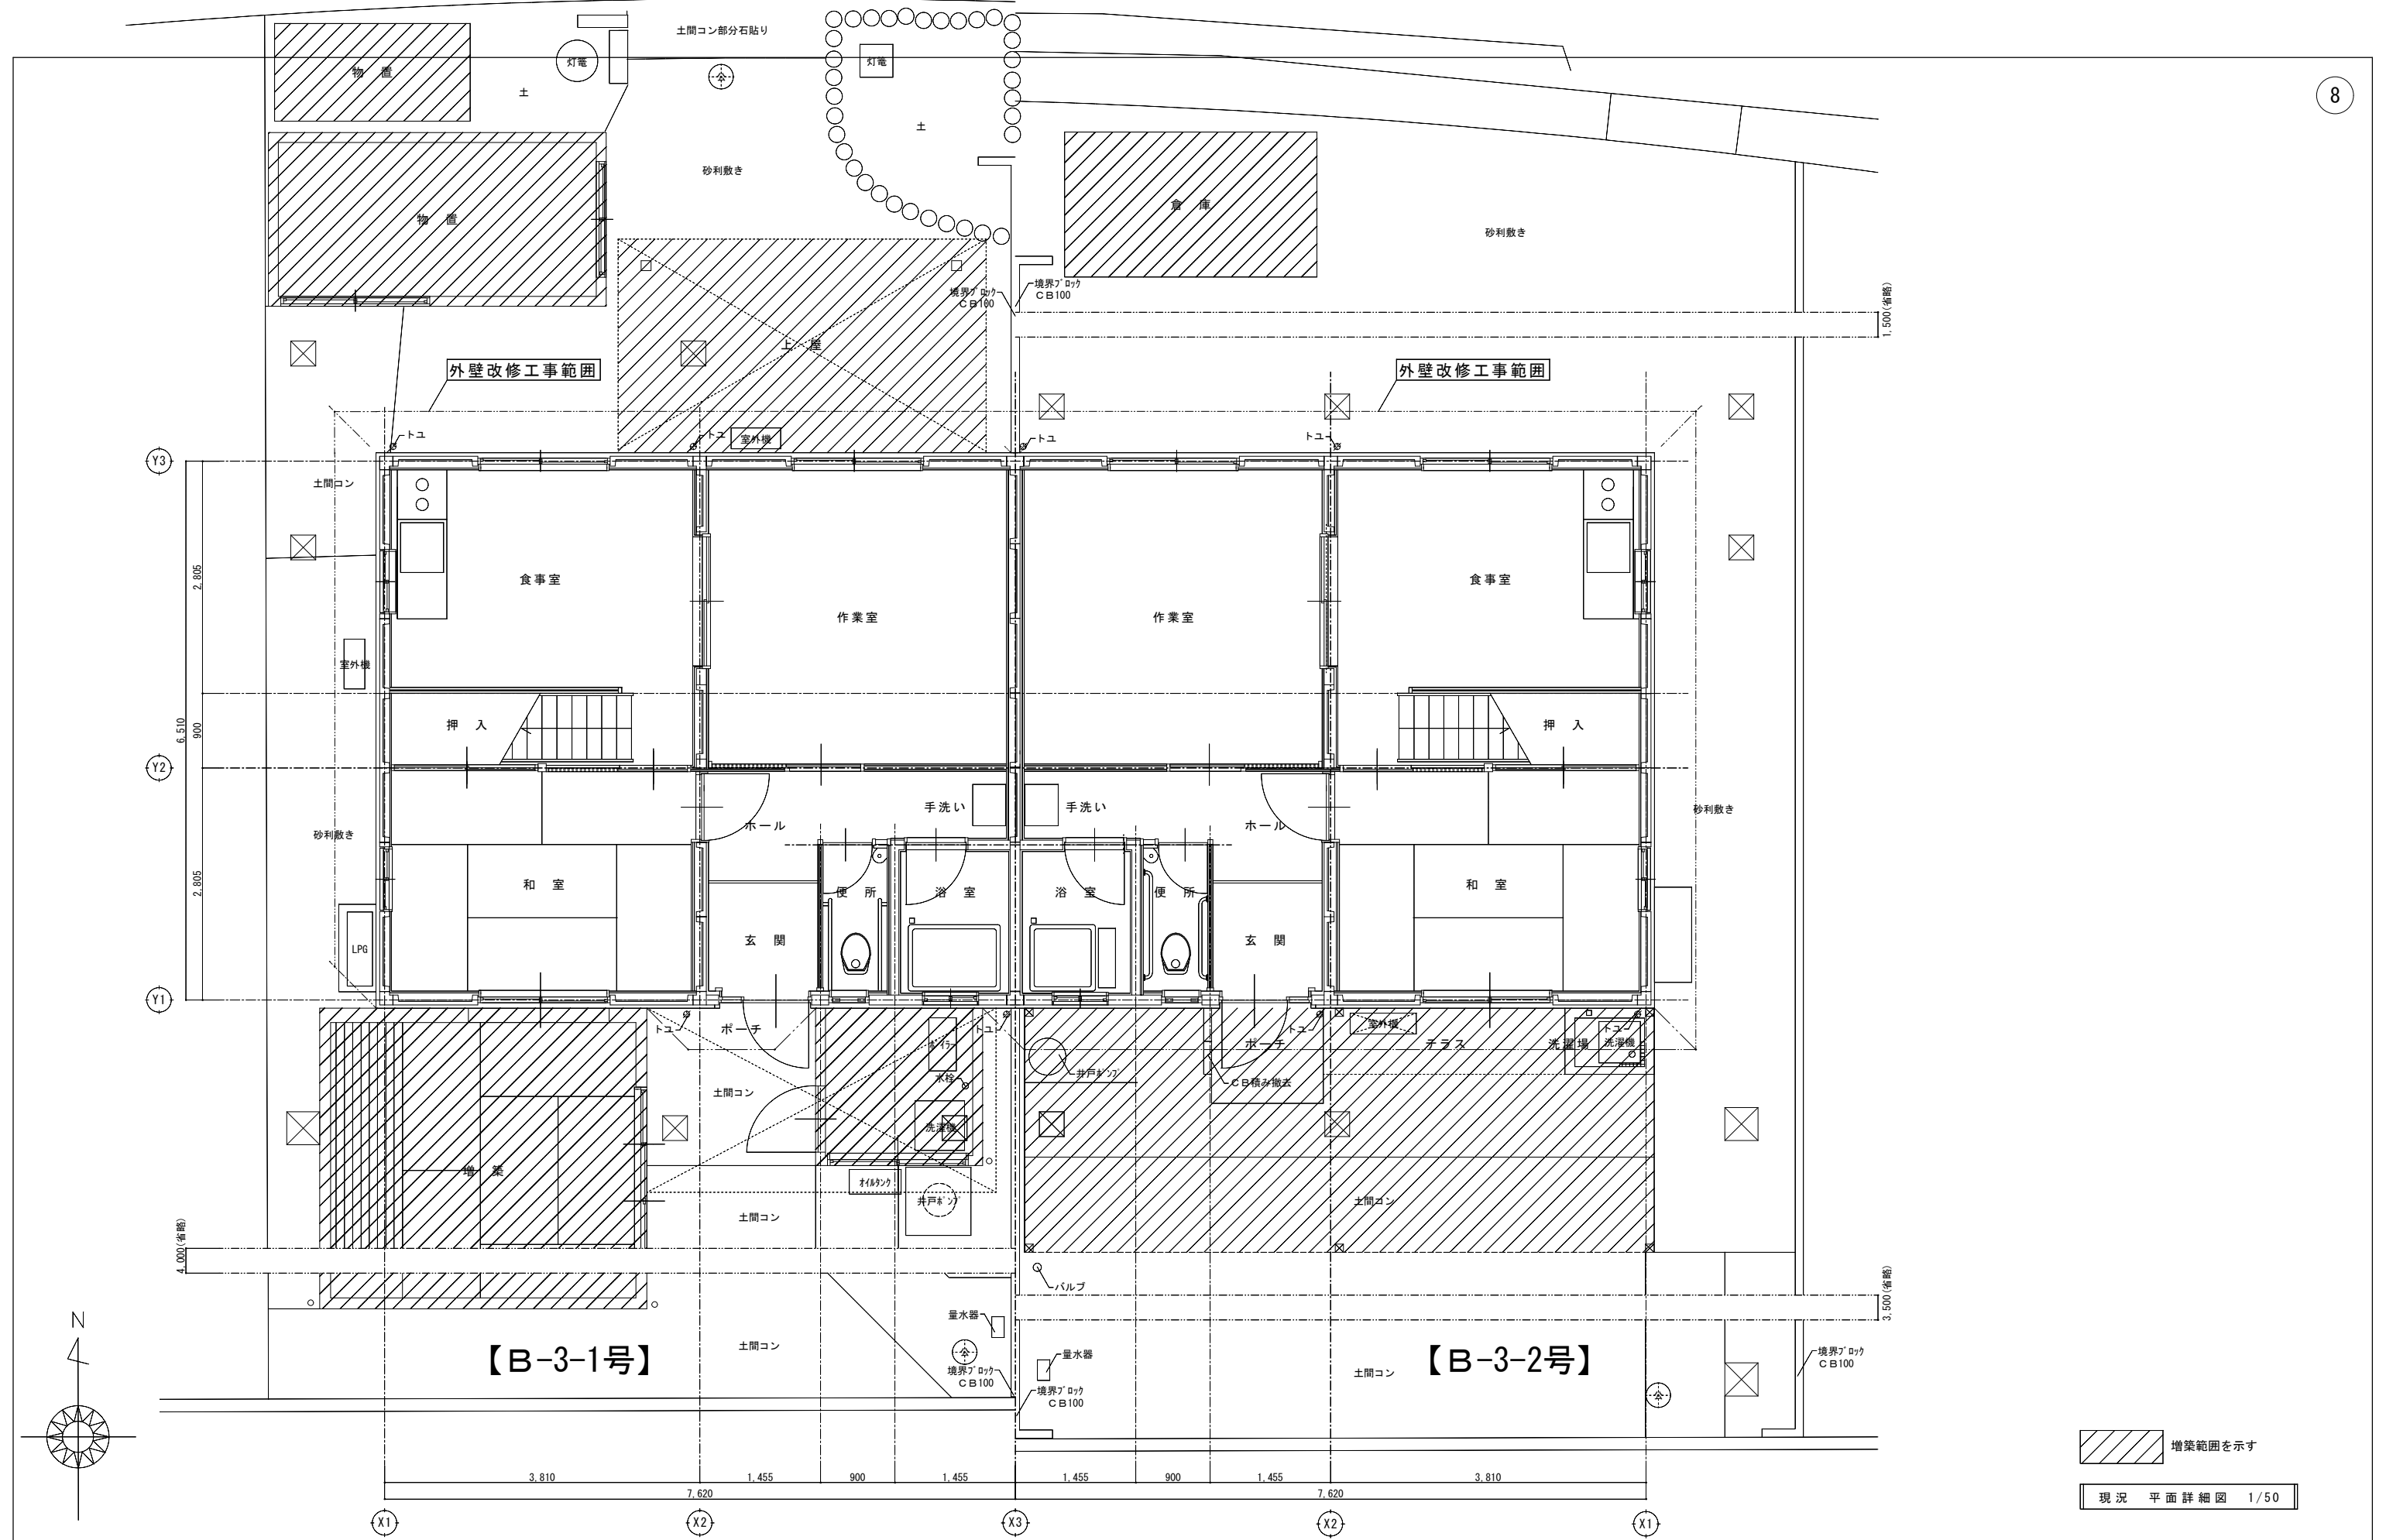 土間コン部分石貼り
物　置
灯篭
灯篭
土
土
8
砂利敷き
物　置
倉　庫
砂利敷き
境界ﾌﾞﾛｯｸ
ＣＢ100
境界ﾌﾞﾛｯｸ
ＣＢ100
1,500(省略)
上　屋
外壁改修工事範囲
外壁改修工事範囲
トユ
トユ
室外機
トユ
トユ
Y3
土間コン
2,805
食事室
作業室
作業室
食事室
室外機
6,510
900
押　入
押　入
Y2
手洗い
手洗い
砂利敷き
砂利敷き
ホール
ホール
2,805
和　室
便　所
浴　室
浴　室
便　所
和　室
LPG
玄　関
玄　関
Y1
トユ
ポーチ
ﾎﾞｲﾗｰ
トユ
トユ
ポーチ
室外機
テラス
洗濯場
トユ
洗濯機
水栓
井戸ﾎﾟﾝﾌﾟ
ＣＢ積み撤去
土間コン
洗濯機
増　築
ｵｲﾙﾀﾝｸ
井戸ﾎﾟﾝﾌﾟ
土間コン
土間コン
4,000(省略)
バルブ
3,500(省略)
量水器
N
【Ｂ-3-1号】
土間コン
境界ﾌﾞﾛｯｸ
ＣＢ100
量水器
境界ﾌﾞﾛｯｸ
ＣＢ100
土間コン
【Ｂ-3-2号】
境界ﾌﾞﾛｯｸ
ＣＢ100
増築範囲を示す
3,810
1,455
900
1,455
1,455
900
1,455
3,810
7,620
7,620
現況　平面詳細図　1/50
X1
X2
X3
X2
X1